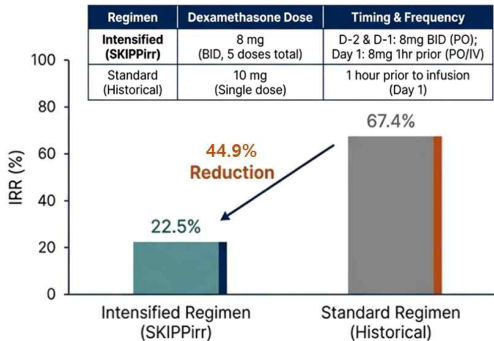 Regimen Dexamethasone Dose Timing & Frequency
Intensified (SKIPPirr) 8 mg (BID, 5 doses total) D-2 & D-1: 8mg BID (PO); Day 1: 8mg 1hr prior (PO/IV)
Standard (Historical) 10 mg (Single dose) 1 hour prior to infusion (Day 1)
IRR (%)
100
80
60
40
20
0
67.4%
44.9%
Reduction
22.5%
Intensified Regimen
(SKIPPirr)
Standard Regimen
(Historical)